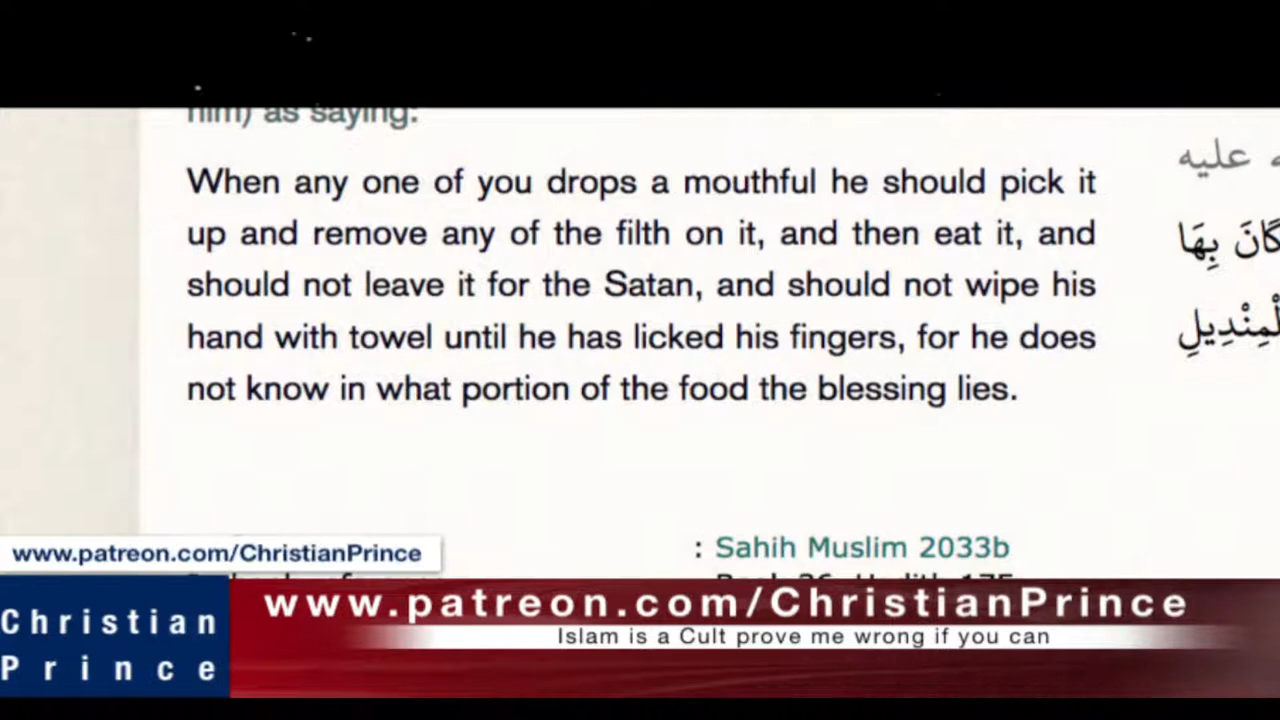 him) as saying:
When any one of you drops a mouthful he should pick it
up and remove any of the filth on it, and then eat it, and
should not leave it for the Satan, and should not wipe his
hand with towel until he has licked his fingers, for he does
not know in what portion of the food the blessing lies.
عليه
كَانَ بِهَا
: Sahih Muslim 2033b
www.patreon.com/ChristianPrince
Christian
Prince
www.patreon.com/ChristianPrince
Islam is a Cult prove me wrong if you can